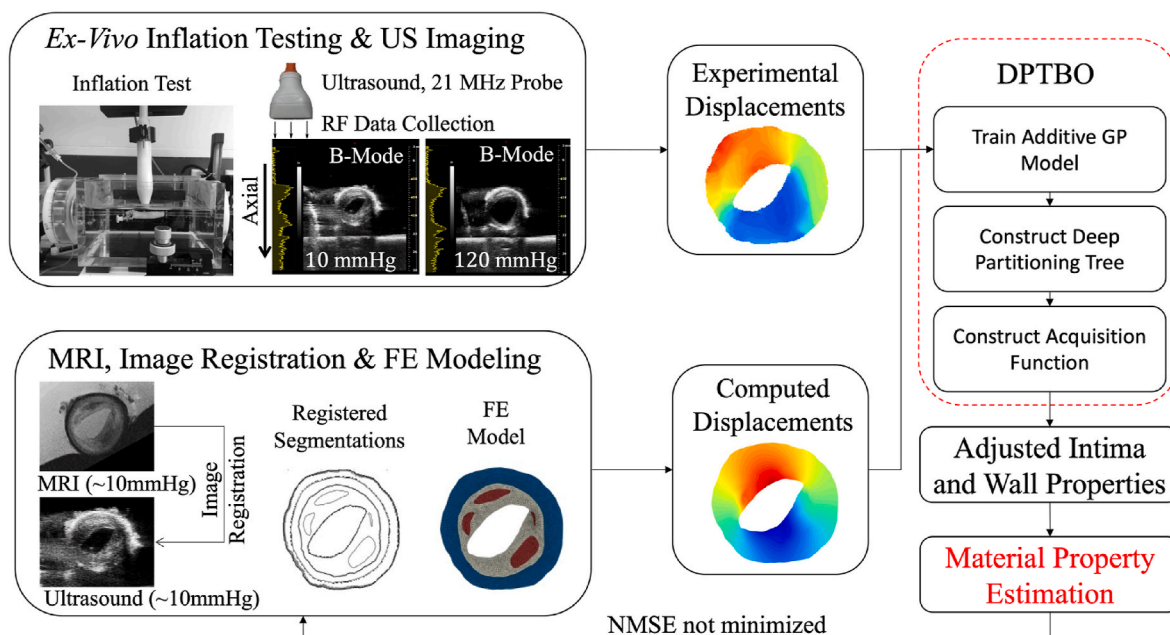 Ex-Vivo Inflation Testing & US Imaging
Inflation Test
Ultrasound, 21 MHz Probe
RF Data Collection
Axial
B-Mode
10 mmHg
B-Mode
120 mmHg
Experimental
Displacements
DPTBO
Train Additive GP
Model
Construct Deep
Partitioning Tree
Construct Acquisition
Function
MRI, Image Registration & FE Modeling
MRI (~10mmHg)
Image
Registration
Ultrasound (~10mmHg)
Registered
Segmentations
FE
Model
Computed
Displacements
Adjusted Intima
and Wall Properties
Material Property
Estimation
NMSE not minimized